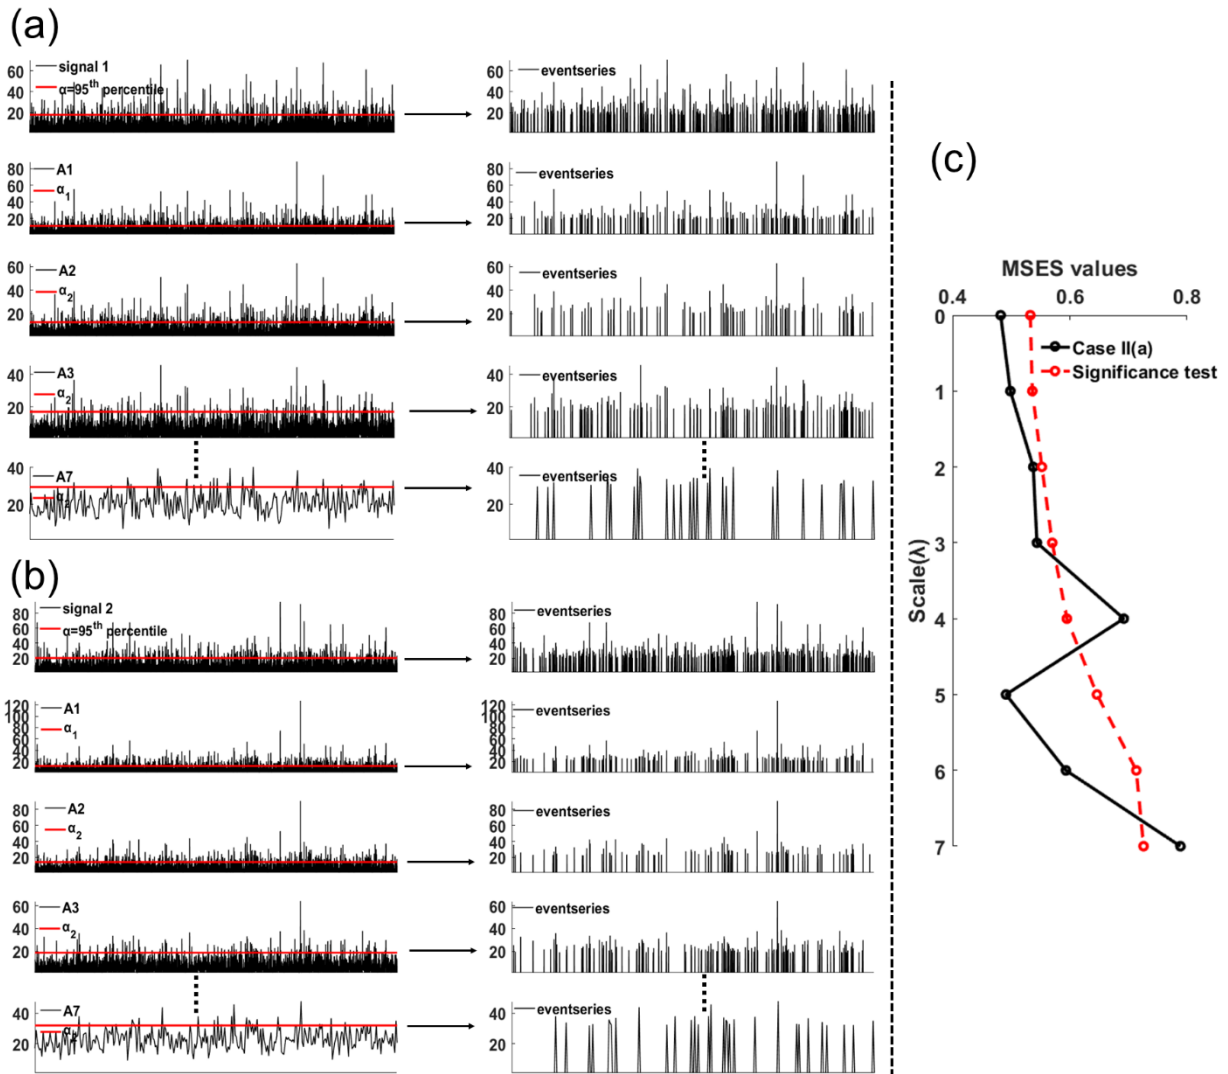 (a)
signal 1
α=95th percentile
60
40
20
eventseries
60
40
20
A1
α1
80
60
40
20
eventseries
80
60
40
20
A2
α2
60
40
20
eventseries
60
40
20
A3
α2
40
20
eventseries
40
20
A7
α2
40
20
eventseries
40
20
(b)
signal 2
α=95th percentile
80
60
40
20
eventseries
80
60
40
20
A1
α1
120
100
80
60
40
20
eventseries
120
100
80
60
40
20
A2
α2
80
60
40
20
eventseries
80
60
40
20
A3
α2
60
40
20
eventseries
60
40
20
A7
α2
40
20
eventseries
40
20
(c)
MSES values
0.4 0.6 0.8
Case II(a)
Significance test
Scale(λ)
0
1
2
3
4
5
6
7